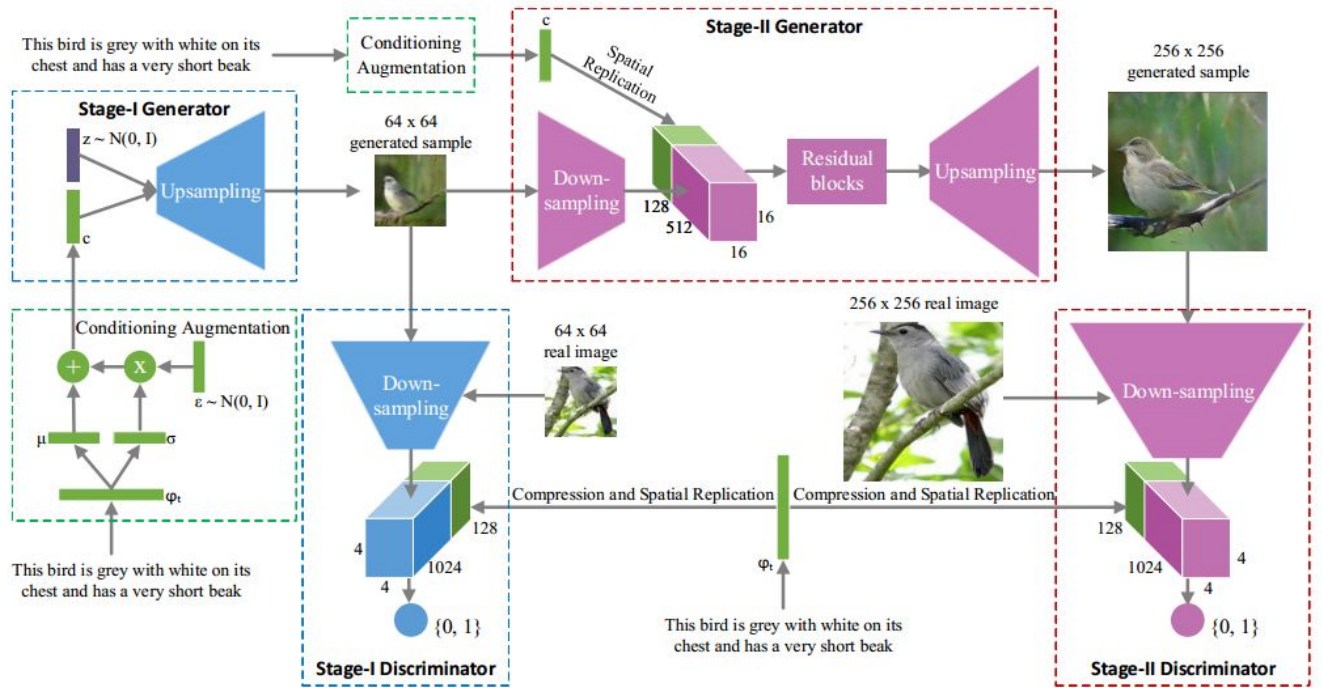 This bird is grey with white on its
chest and has a very short beak
Conditioning
Augmentation
c
Spatial
Replication
Stage-II Generator
256 x 256
generated sample
Stage-I Generator
z ~ N(0, I)
c
Upsampling
64 x 64
generated sample
Down-
sampling
128
512
16
16
Residual
blocks
Upsampling
Conditioning Augmentation
+
x
ε ~ N(0, I)
μ
σ
φt
This bird is grey with white on its
chest and has a very short beak
64 x 64
real image
Down-
sampling
128
1024
4
4
{0, 1}
Stage-I Discriminator
256 x 256 real image
Compression and Spatial Replication
Compression and Spatial Replication
φt
This bird is grey with white on its
chest and has a very short beak
Down-sampling
128
1024
4
4
{0, 1}
Stage-II Discriminator